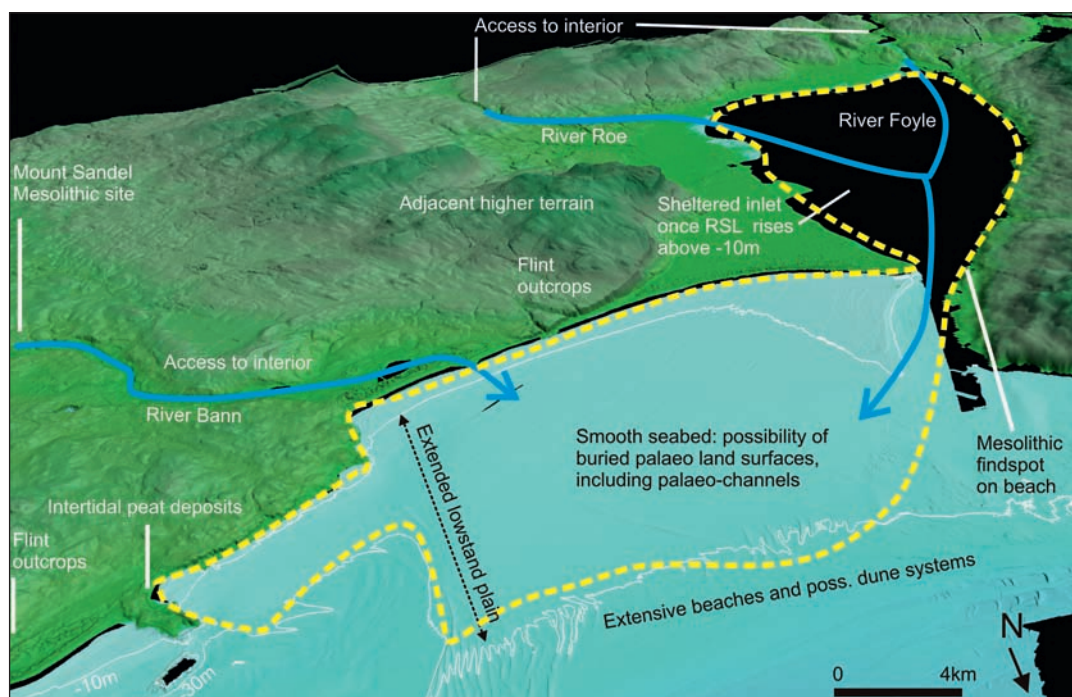 Access to interior
River Foyle
River Roe
Mount Sandel
Mesolithic site
Adjacent higher terrain
Sheltered inlet
once RSL rises
above -10m
Flint
outcrops
Access to interior
River Bann
Extended lowstand plain
Smooth seabed: possibility of
buried palaeo land surfaces,
including palaeo-channels
Mesolithic
findspot
on beach
Intertidal peat deposits
Flint
outcrops
Extensive beaches and poss. dune systems
N
-10m
-30m
0 4km